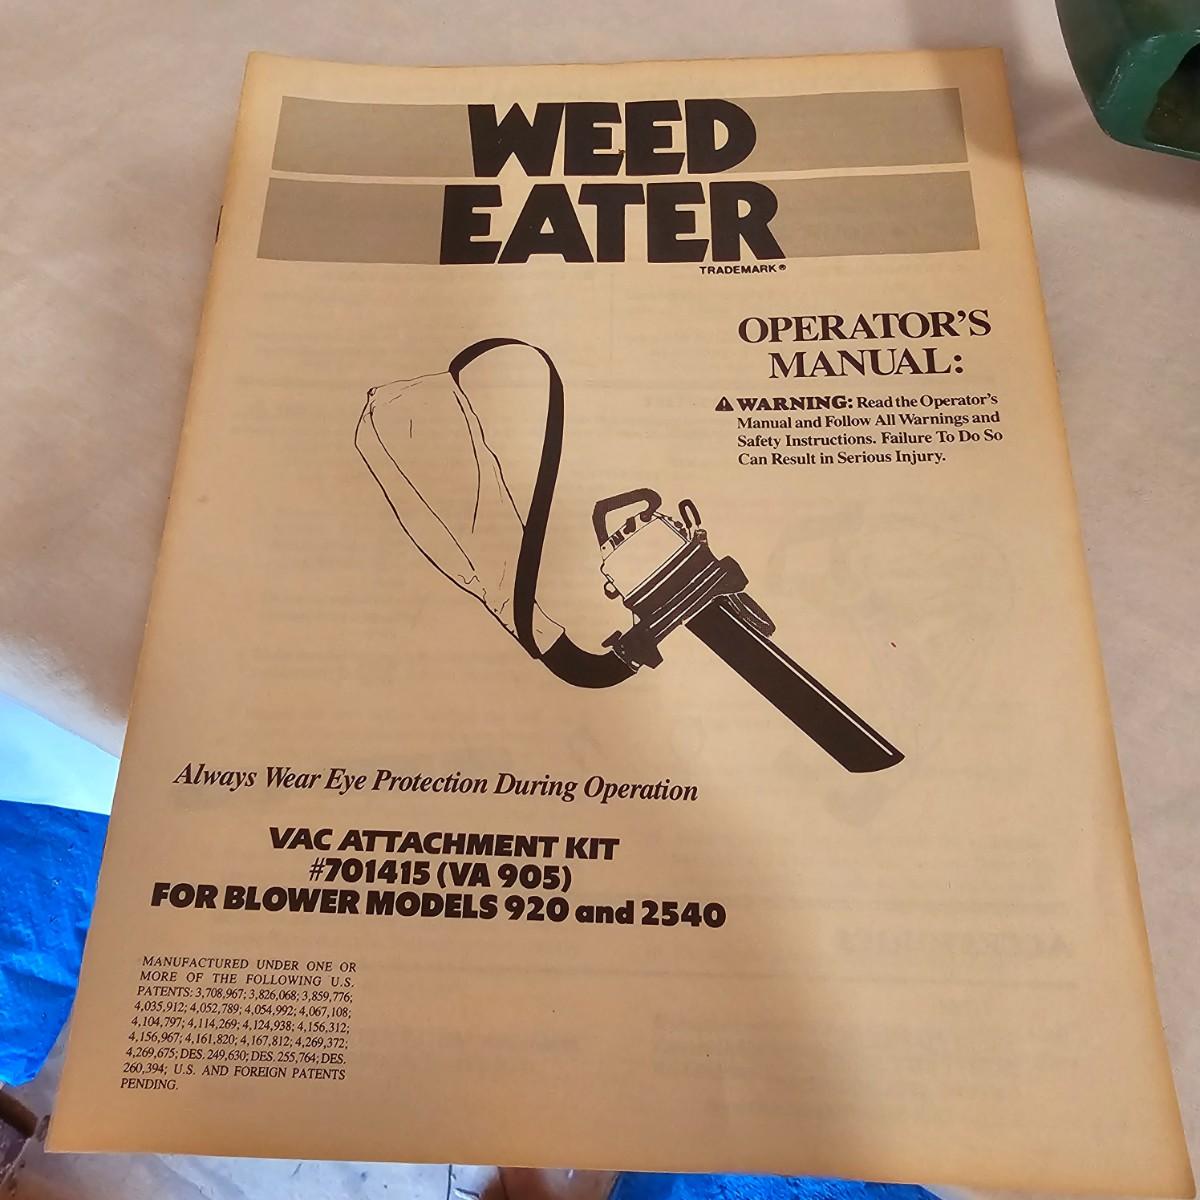 WEED
EATER
TRADEMARK®
OPERATOR'S
MANUAL:
⚠ WARNING: Read the Operator's
Manual and Follow All Warnings and
Safety Instructions. Failure To Do So
Can Result in Serious Injury.
Always Wear Eye Protection During Operation
VAC ATTACHMENT KIT
#701415 (VA 905)
FOR BLOWER MODELS 920 and 2540
MANUFACTURED UNDER ONE OR
MORE OF THE FOLLOWING U.S.
PATENTS: 3,708,967; 3,826,068; 3,859,776;
4,035,912; 4,052,789; 4,054,992; 4,067,108;
4,104,797; 4,114,269; 4,124,938; 4,156,312;
4,156,967; 4,161,820; 4,167,812; 4,269,372;
4,269,675; DES. 249,630; DES. 255,764; DES.
260,394; U.S. AND FOREIGN PATENTS
PENDING.